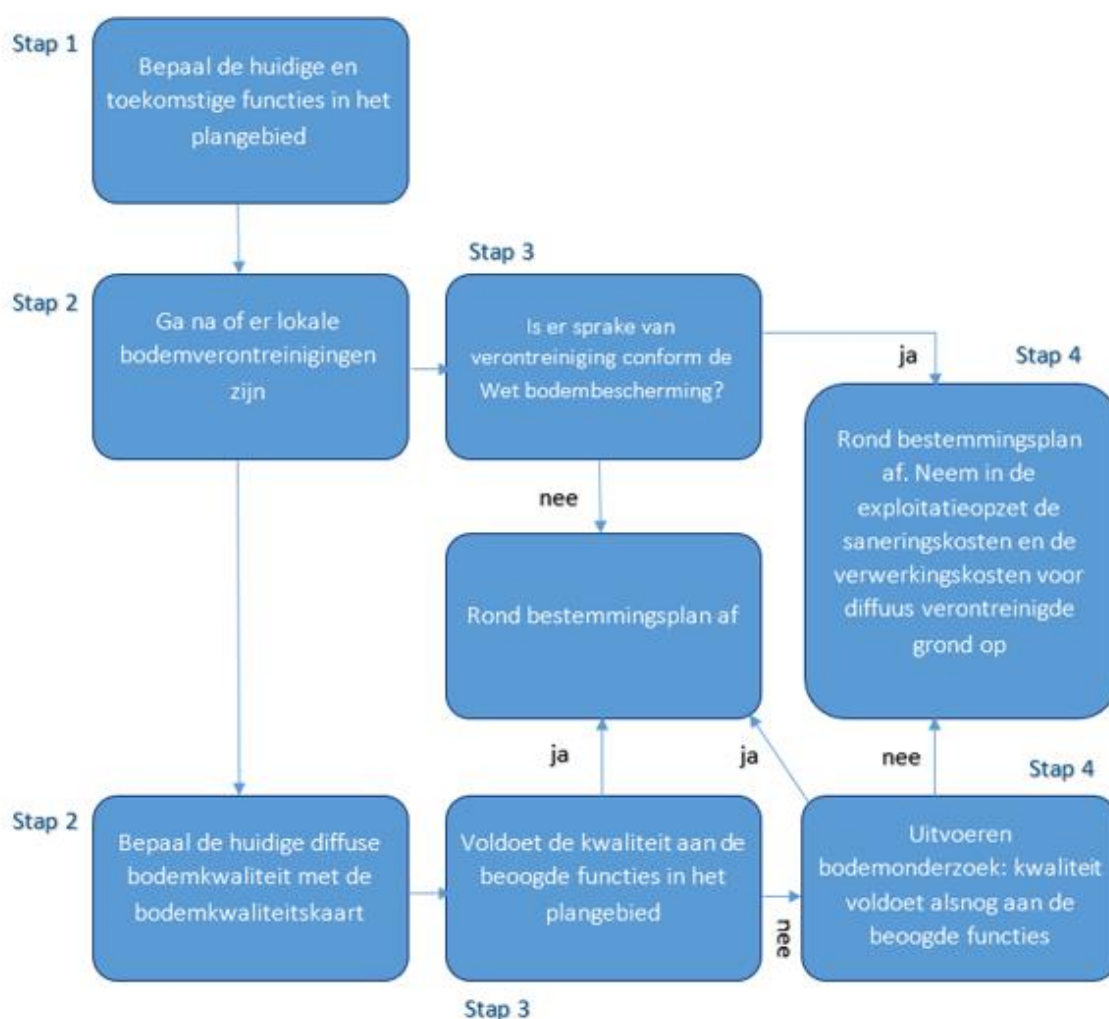 Stap 1
Bepaal de huidige en
toekomstige functies in het
plangebied
Stap 2
Ga na of er lokale
bodemverontreinigingen
zijn
Stap 3
Is er sprake van
verontreiniging conform de
Wet bodembescherming?
ja
nee
Stap 4
Rond bestemmingsplan
af. Neem in de
exploitatieopzet de
saneringskosten en de
verwerkingskosten voor
diffuus verontreinigde
grond op
Rond bestemmingsplan af
ja
ja
nee
Stap 2
Bepaal de huidige diffuse
bodemkwaliteit met de
bodemkwaliteitskaart
Voldoet de kwaliteit aan de
beoogde functies in het
plangebied
Stap 3
nee
Stap 4
Uitvoeren
bodemonderzoek: kwaliteit
voldoet alsnog aan de
beoogde functies